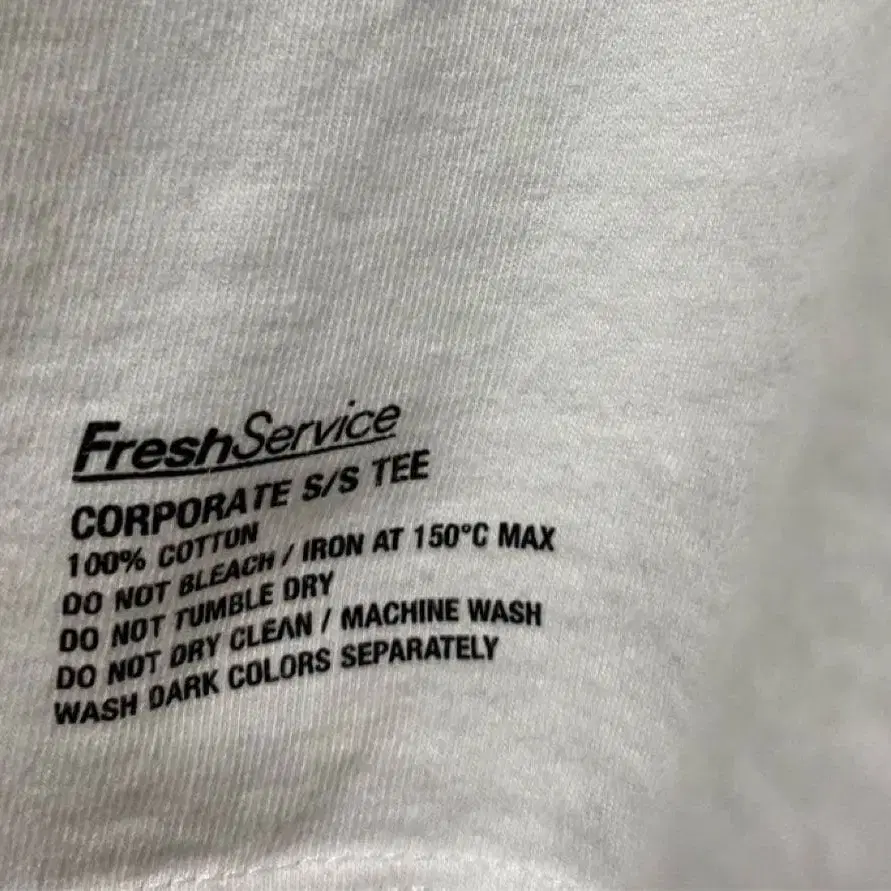 FreshService
CORPORATE S/S TEE
100% COTTON
DO NOT BLEACH / IRON AT 150°C MAX
DO NOT TUMBLE DRY
DO NOT DRY CLEAN / MACHINE WASH
WASH DARK COLORS SEPARATELY